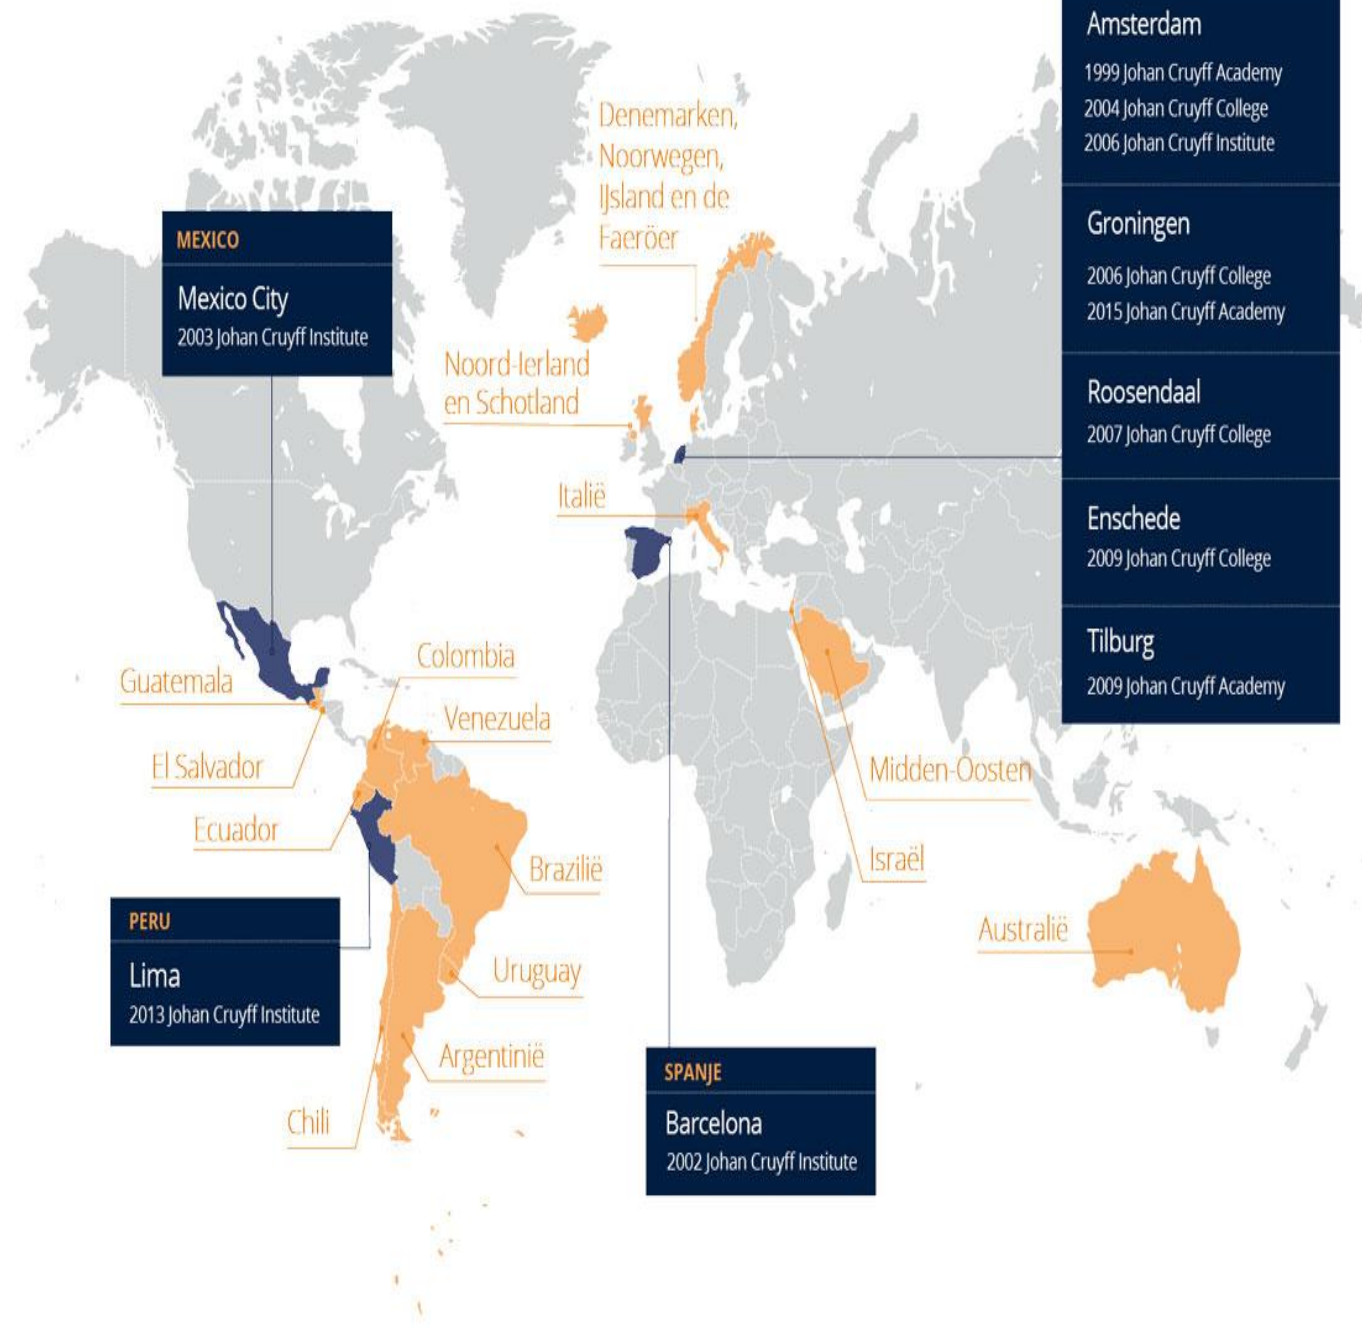 Amsterdam
1999 Johan Cruyff Academy
2004 Johan Cruyff College
2006 Johan Cruyff Institute
Groningen
2006 Johan Cruyff College
2015 Johan Cruyff Academy
Roosendaal
2007 Johan Cruyff College
Enschede
2009 Johan Cruyff College
Tilburg
2009 Johan Cruyff Academy
Denemarken,
Noorwegen,
IJsland en de
Faeröer
MEXICO
Mexico City
2003 Johan Cruyff Institute
Noord-Ierland
en Schotland
Italië
Colombia
Guatemala
Venezuela
El Salvador
Ecuador
Midden-Oosten
Israël
Brazilië
PERU
Lima
2013 Johan Cruyff Institute
Australië
Uruguay
Argentinië
Chili
SPANJE
Barcelona
2002 Johan Cruyff Institute